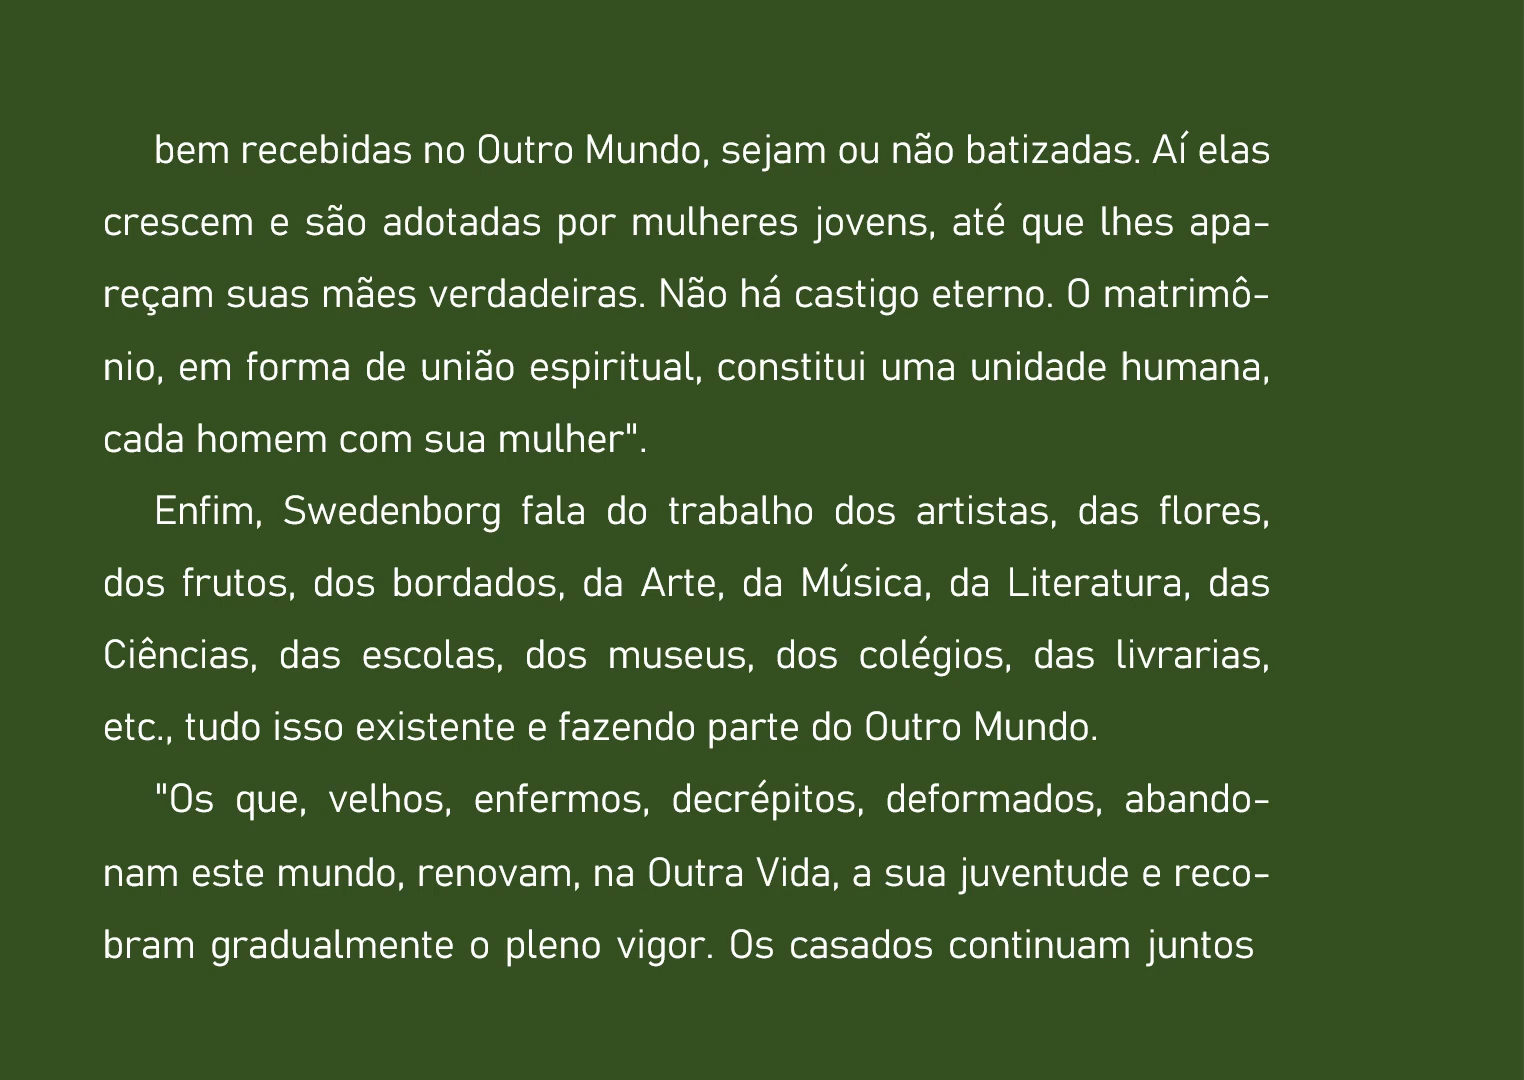 bem recebidas no Outro Mundo, sejam ou não batizadas. Aí elas
crescem e são adotadas por mulheres jovens, até que lhes apa-
reçam suas mães verdadeiras. Não há castigo eterno. O matrimô-
nio, em forma de união espiritual, constitui uma unidade humana,
cada homem com sua mulher".
Enfim, Swedenborg fala do trabalho dos artistas, das flores,
dos frutos, dos bordados, da Arte, da Música, da Literatura, das
Ciências, das escolas, dos museus, dos colégios, das livrarias,
etc., tudo isso existente e fazendo parte do Outro Mundo.
"Os que, velhos, enfermos, decrépitos, deformados, abando-
nam este mundo, renovam, na Outra Vida, a sua juventude e reco-
bram gradualmente o pleno vigor. Os casados continuam juntos